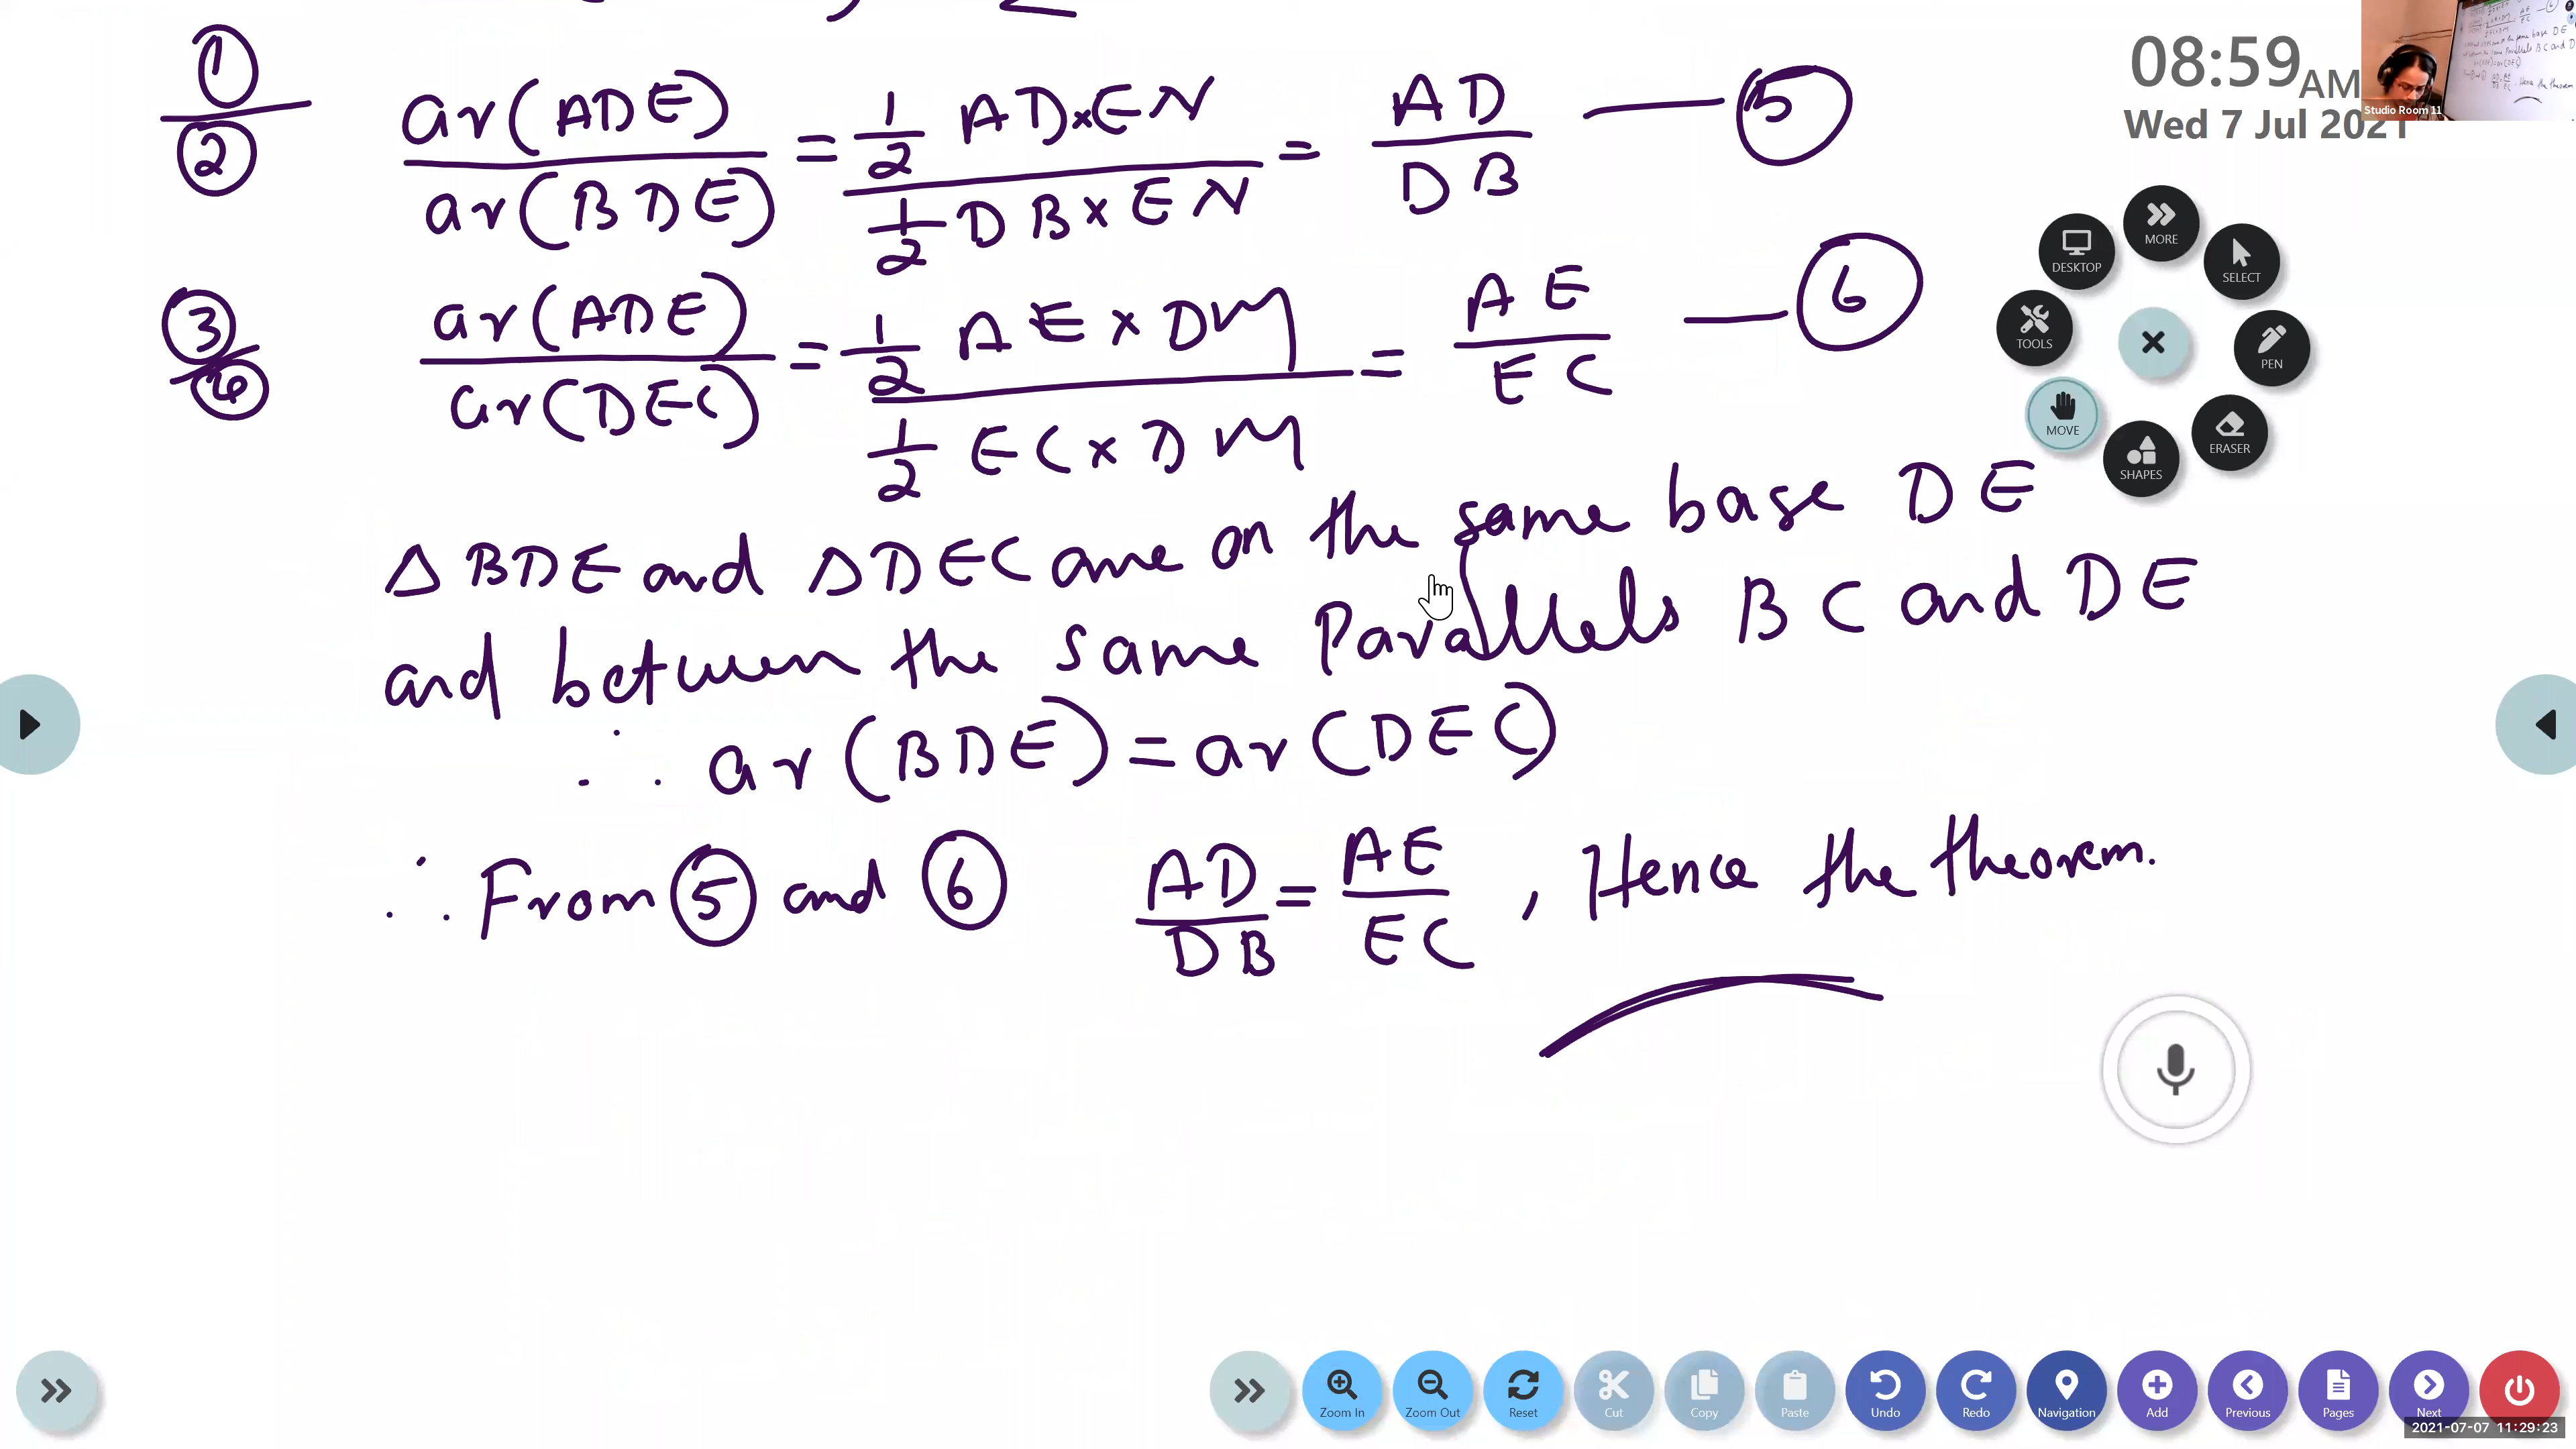 08:59 AM
Wed 7 Jul 2021
Studio Room 11
①/② ar(ADE)/ar(BDE) = 1/2 AD×EN / 1/2 DB×EN = AD/DB — ⑤
③/④ ar(ADE)/ar(DEC) = 1/2 AE×DM / 1/2 EC×DM = AE/EC — ⑥
△BDE and △DEC are on the same base DE
and between the same Parallels BC and DE
∴ ar(BDE) = ar(DEC)
∴ From ⑤ and ⑥ AD/DB = AE/EC, Hence the theorem.
MORE
DESKTOP
SELECT
TOOLS
PEN
MOVE
ERASER
SHAPES
Zoom In
Zoom Out
Reset
Cut
Copy
Paste
Undo
Redo
Navigation
Add
Previous
Pages
Next
2021-07-07 11:29:23